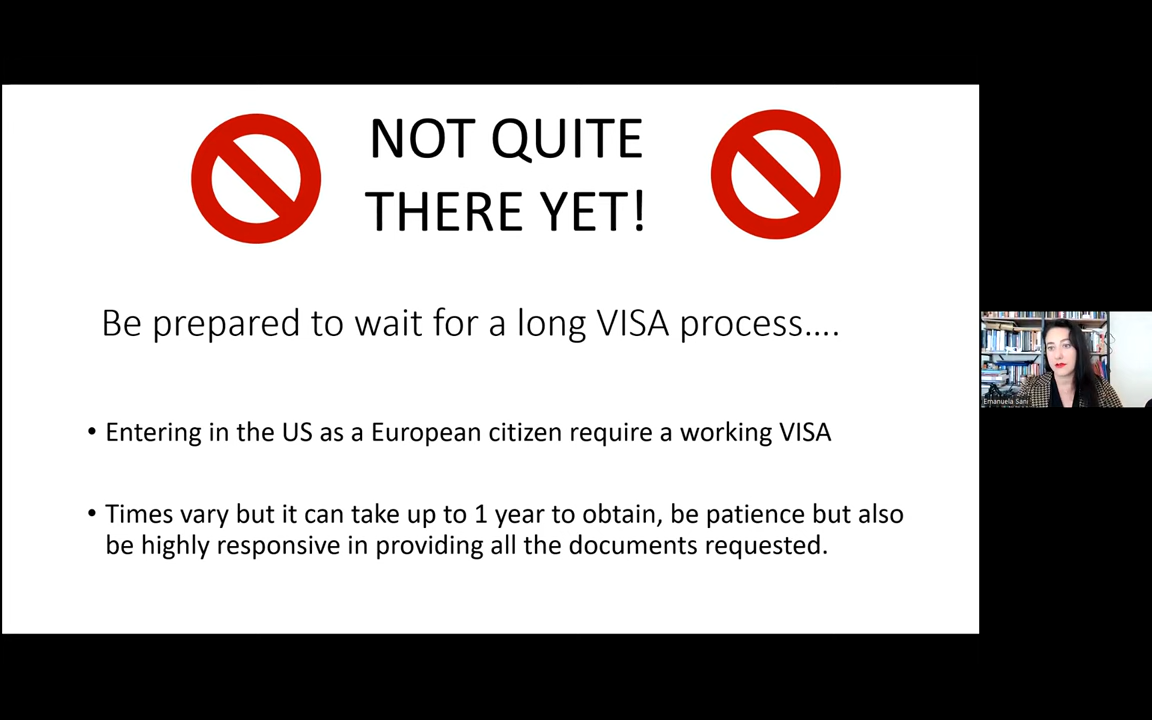 NOT QUITE
THERE YET!
Be prepared to wait for a long VISA process....
• Entering in the US as a European citizen require a working VISA
• Times vary but it can take up to 1 year to obtain, be patience but also
be highly responsive in providing all the documents requested.
Emanuela Sani